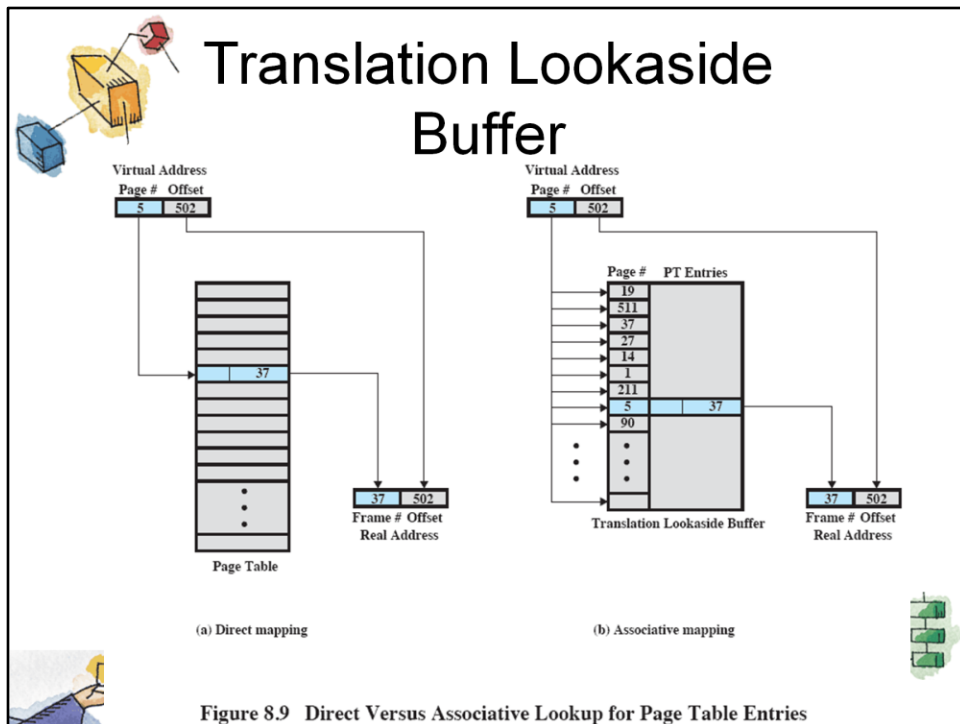 Translation Lookaside
Buffer
Virtual Address
Page # Offset
5 502
37
37 502
Frame # Offset
Real Address
Page Table
(a) Direct mapping
Virtual Address
Page # Offset
5 502
Page # PT Entries
19
511
37
27
14
1
211
5 37
90
Translation Lookaside Buffer
37 502
Frame # Offset
Real Address
(b) Associative mapping
Figure 8.9 Direct Versus Associative Lookup for Page Table Entries